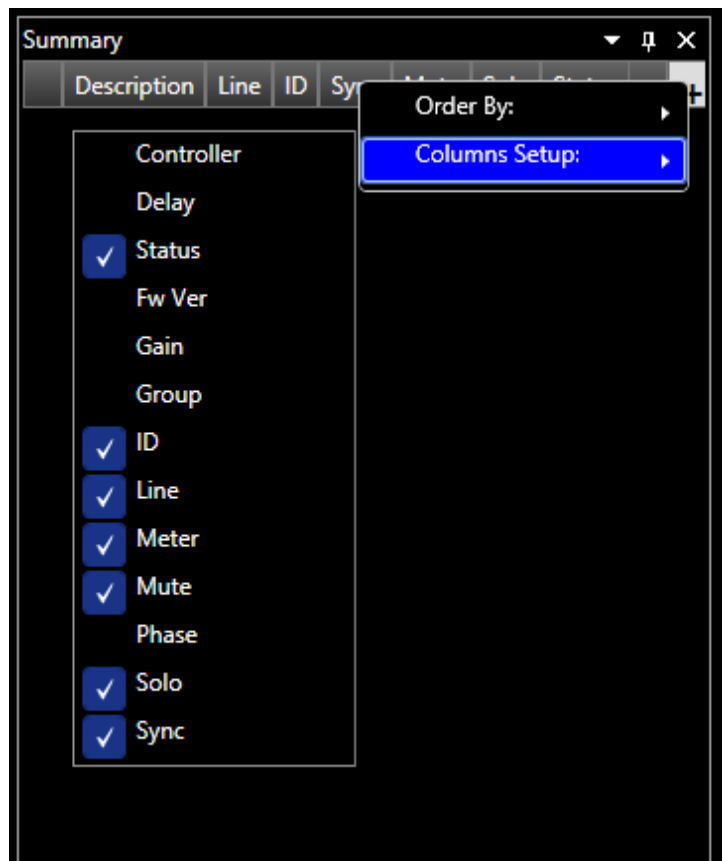 Summary
Description Line ID
Order By:
Columns Setup:
Controller
Delay
Status
Fw Ver
Gain
Group
ID
Line
Meter
Mute
Phase
Solo
Sync